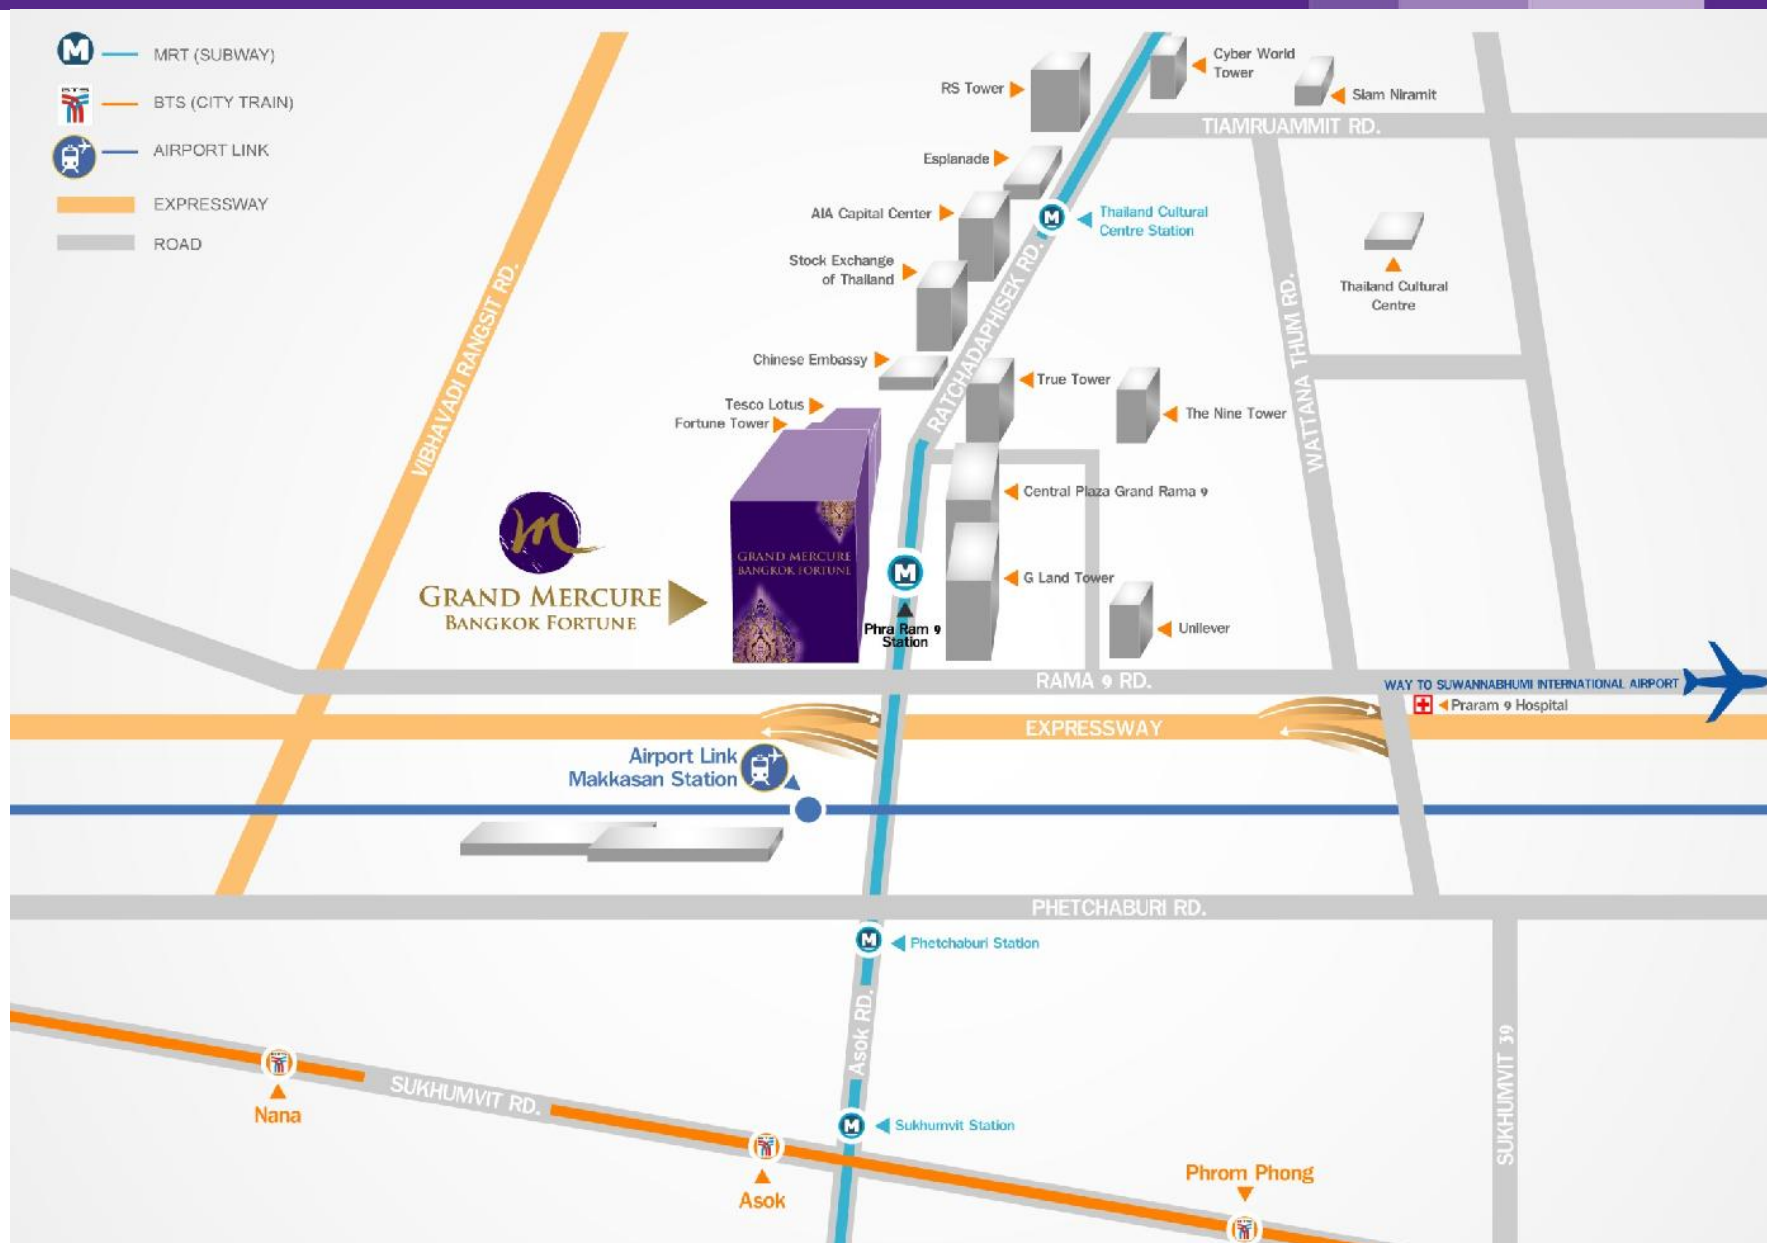 MRT (SUBWAY)
BTS (CITY TRAIN)
AIRPORT LINK
EXPRESSWAY
ROAD
VIBHAVADI RANGSIT RD.
RS Tower
Cyber World
Tower
Siam Niramit
TIAMRUAMMIT RD.
Esplanade
AIA Capital Center
Thailand Cultural
Centre Station
Stock Exchange
of Thailand
RATCHADAPHISEK RD.
WATTANA THUM RD.
Thailand Cultural
Centre
Chinese Embassy
True Tower
Tesco Lotus
Fortune Tower
The Nine Tower
Central Plaza Grand Rama 9
M
GRAND MERCURE
BANGKOK FORTUNE
GRAND MERCURE
BANGKOK FORTUNE
M
G Land Tower
Phra Ram 9
Station
Unilever
RAMA 9 RD.
WAY TO SUWANNABHUMI INTERNATIONAL AIRPORT
Praram 9 Hospital
EXPRESSWAY
Airport Link
Makkasan Station
PHETCHABURI RD.
M
Phetchaburi Station
Asok RD.
SUKHUMVIT 39
Nana
SUKHUMVIT RD.
M
Sukhumvit Station
Asok
Phrom Phong